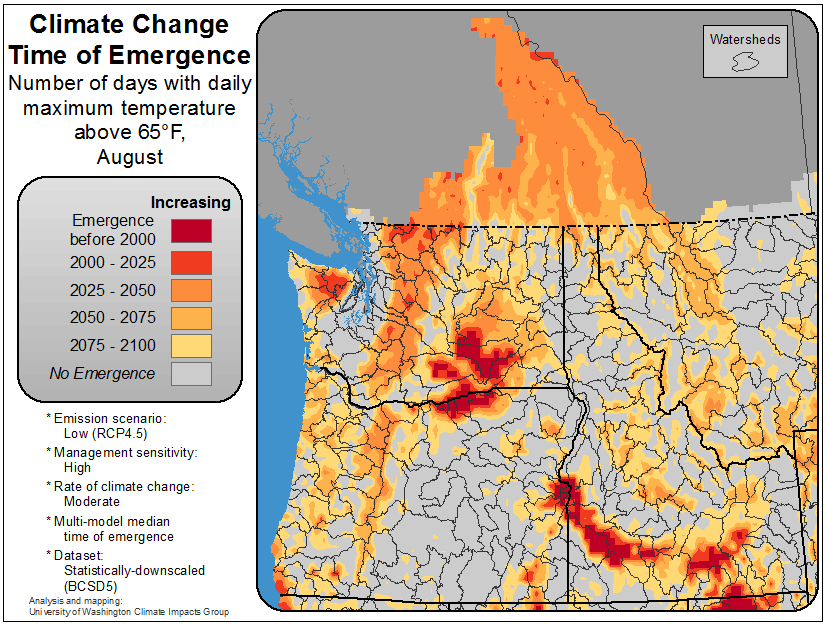 Climate Change
Time of Emergence
Number of days with daily
maximum temperature
above 65°F,
August
Increasing
Emergence
before 2000
2000 - 2025
2025 - 2050
2050 - 2075
2075 - 2100
No Emergence
* Emission scenario:
Low (RCP4.5)
* Management sensitivity:
High
* Rate of climate change:
Moderate
* Multi-model median
time of emergence
* Dataset:
Statistically-downscaled
(BCSD5)
Analysis and mapping:
University of Washington Climate Impacts Group
Watersheds